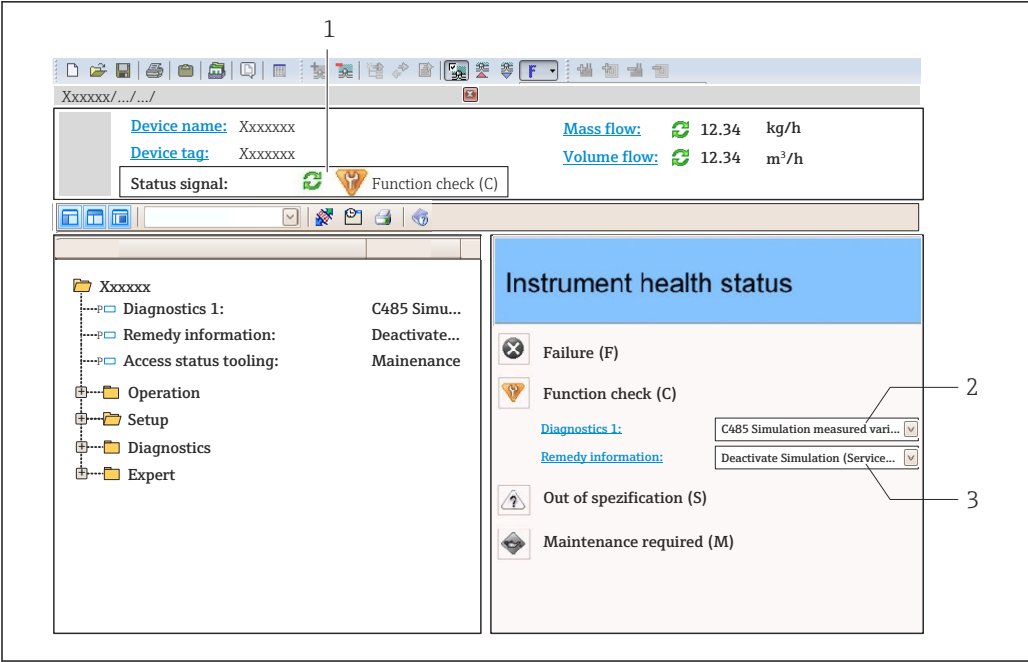 1
F
Xxxxxx/.../.../
Device name: Xxxxxxx
Mass flow: 12.34 kg/h
Device tag: Xxxxxxx
Volume flow: 12.34 m³/h
Status signal: Function check (C)
Xxxxxx
Diagnostics 1: C485 Simu...
Remedy information: Deactivate...
Access status tooling: Mainenance
Operation
Setup
Diagnostics
Expert
Instrument health status
Failure (F)
Function check (C)
2
Diagnostics 1: C485 Simulation measured vari...
Remedy information: Deactivate Simulation (Service...
Out of spezification (S)
3
Maintenance required (M)